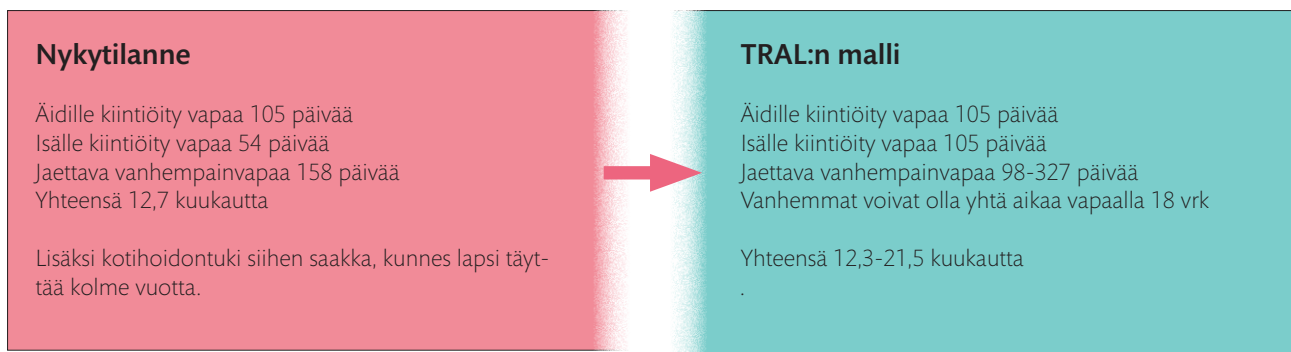 Nykytilanne
Äidille kiintiöity vapaa 105 päivää
Isälle kiintiöity vapaa 54 päivää
Jaettava vanhempainvapaa 158 päivää
Yhteensä 12,7 kuukautta
Lisäksi kotihoidontuki siihen saakka, kunnes lapsi täyt-
tää kolme vuotta.
TRAL:n malli
Äidille kiintiöity vapaa 105 päivää
Isälle kiintiöity vapaa 105 päivää
Jaettava vanhempainvapaa 98-327 päivää
Vanhemmat voivat olla yhtä aikaa vapaalla 18 vrk
Yhteensä 12,3-21,5 kuukautta
.